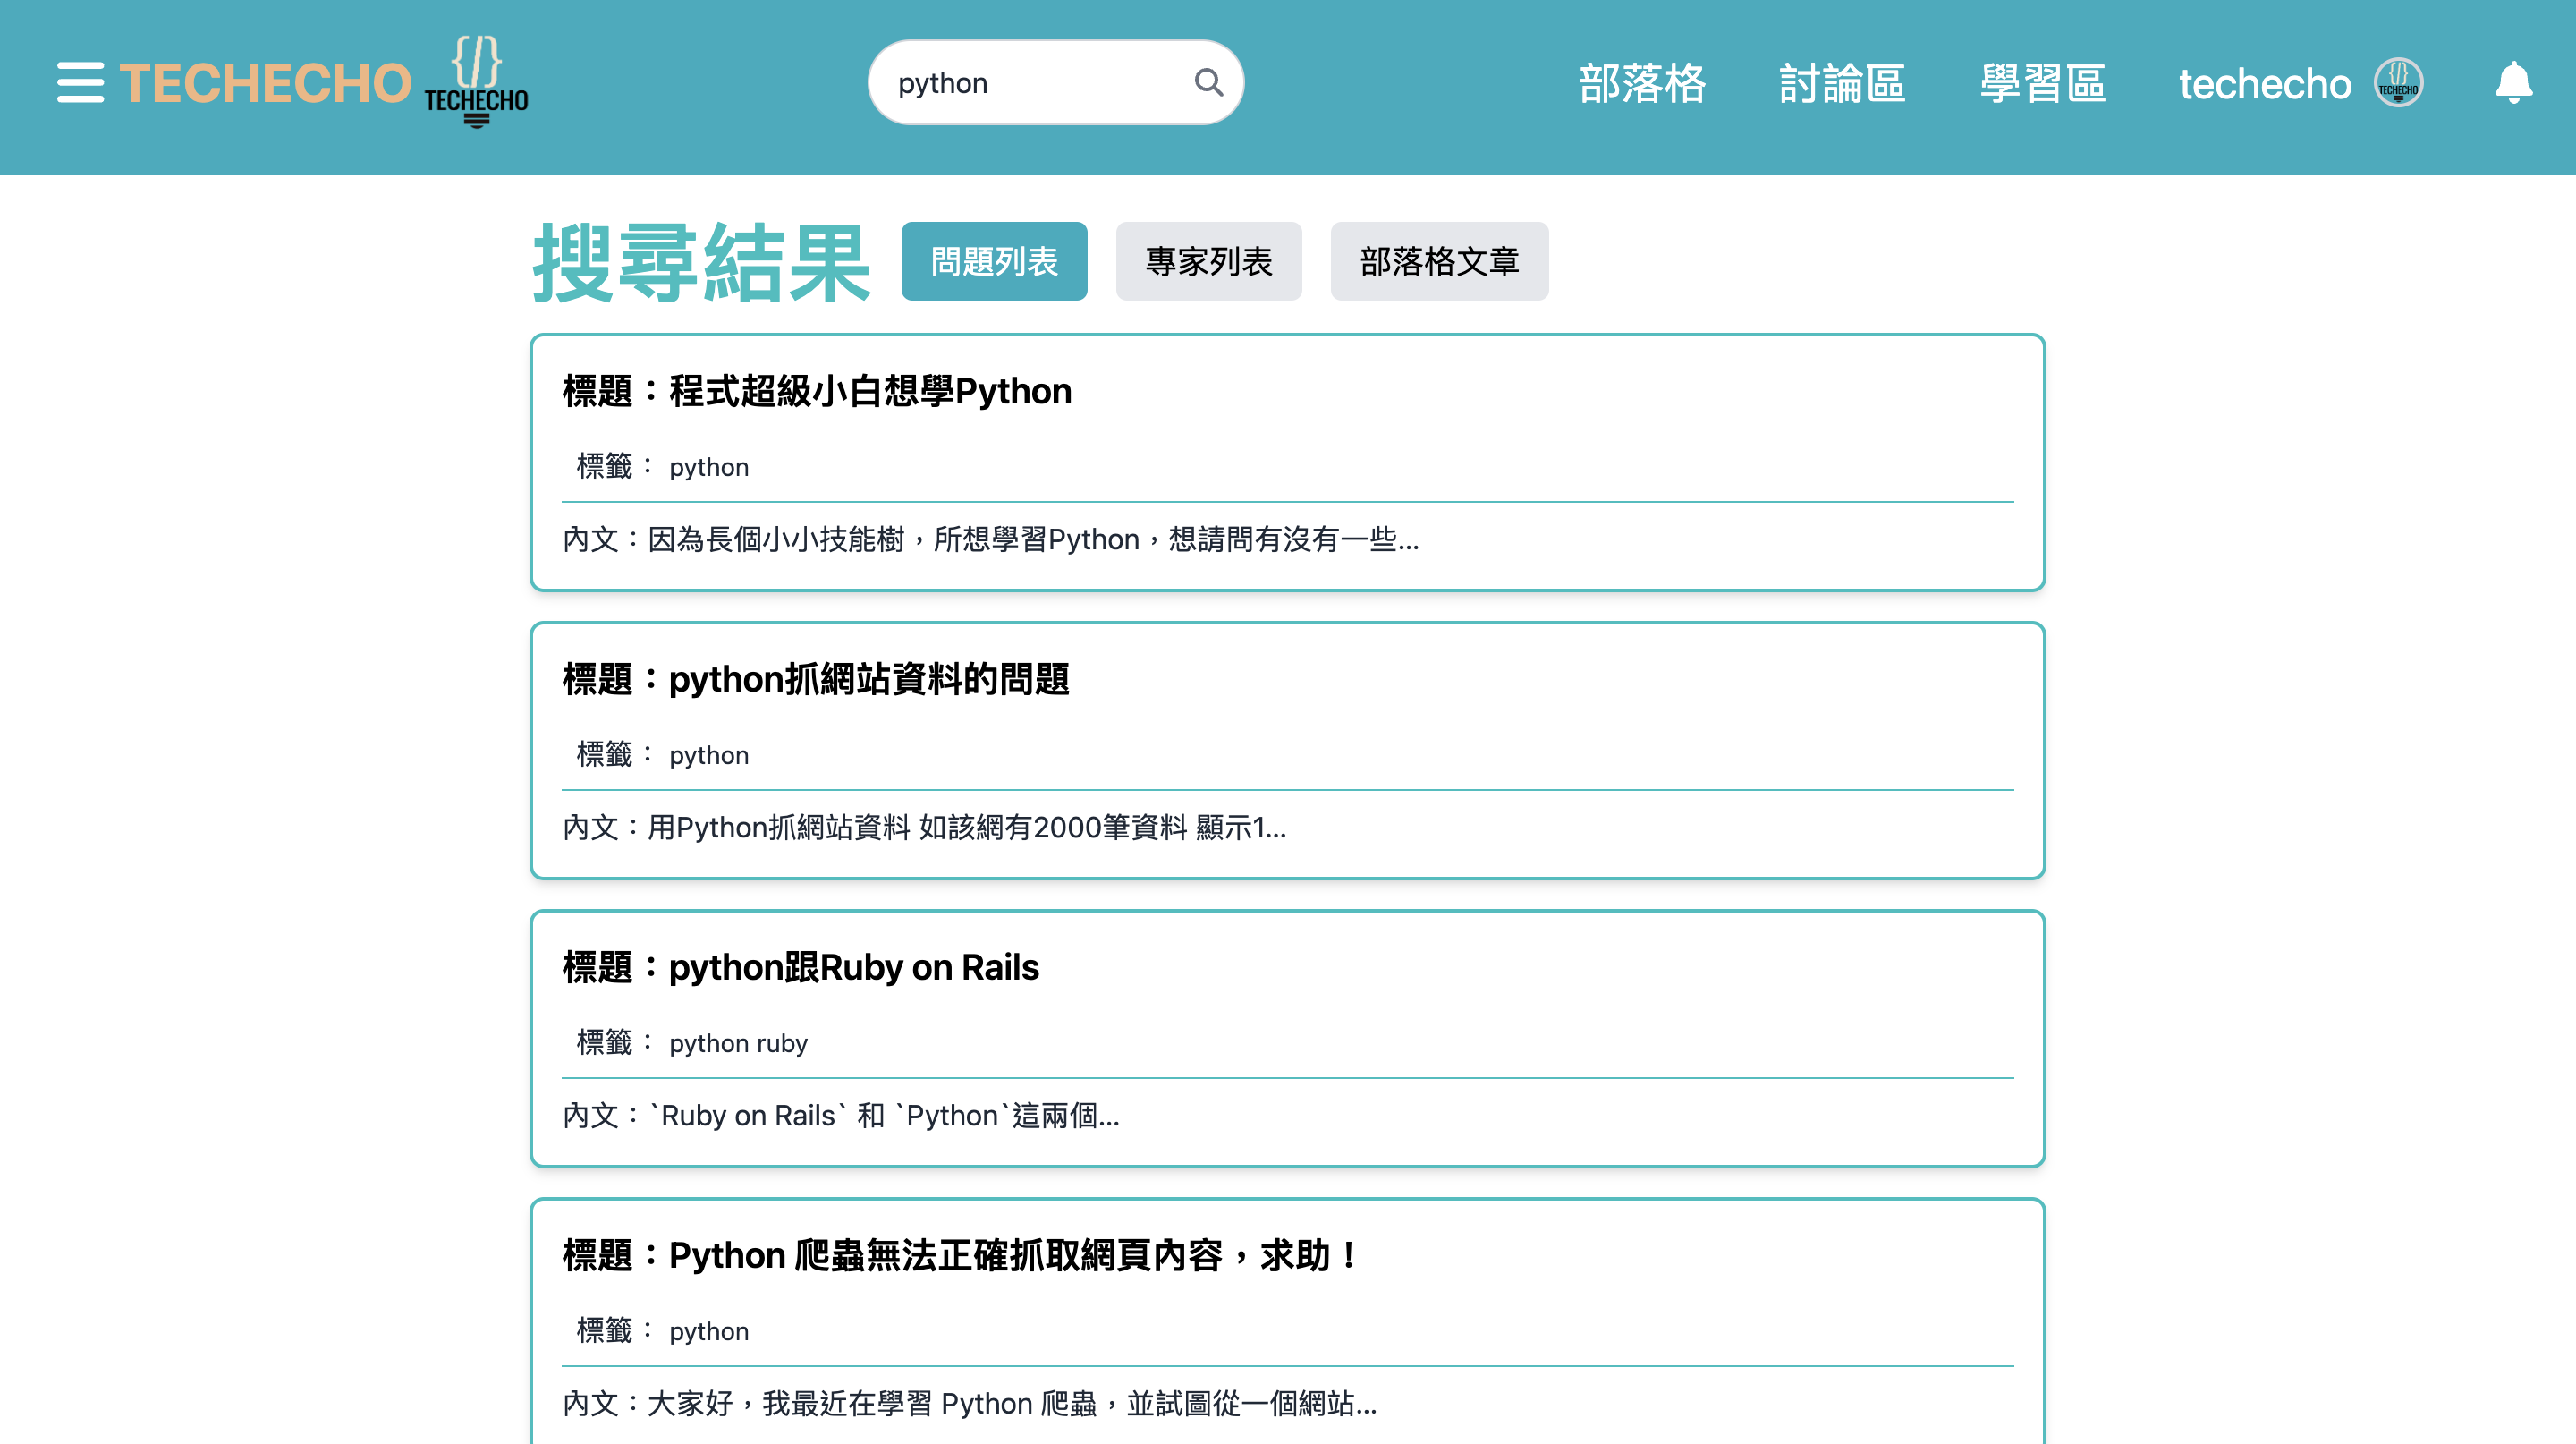 TECHECHO
{/}
TECHECHO
python
部落格
討論區
學習區
techecho
{/}
TECHECHO
搜尋結果
問題列表
專家列表
部落格文章
標題：程式超級小白想學Python
標籤： python
內文：因為長個小小技能樹，所想學習Python，想請問有沒有一些...
標題：python抓網站資料的問題
標籤： python
內文：用Python抓網站資料 如該網有2000筆資料 顯示1...
標題：python跟Ruby on Rails
標籤： python ruby
內文：`Ruby on Rails` 和 `Python`這兩個...
標題：Python 爬蟲無法正確抓取網頁內容，求助！
標籤： python
內文：大家好，我最近在學習 Python 爬蟲，並試圖從一個網站...